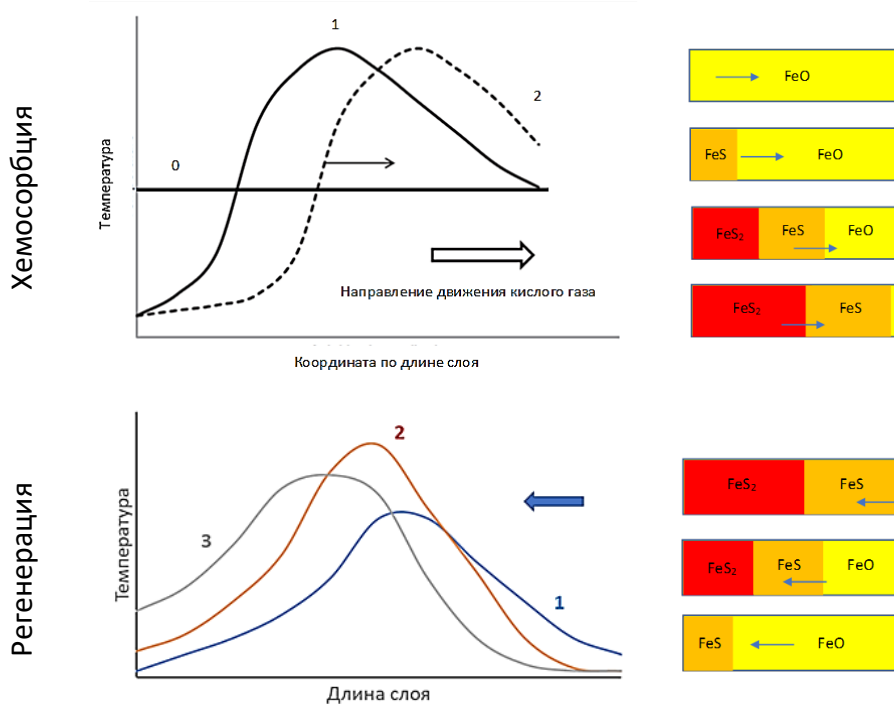 Хемосорбция
Температура
1
2
0
Направление движения кислого газа
Координата по длине слоя
FeO
FeS
FeO
FeS₂
FeS
FeO
FeS₂
FeS
Регенерация
Температура
2
3
1
Длина слоя
FeS₂
FeS
FeS₂
FeS
FeO
FeS
FeO